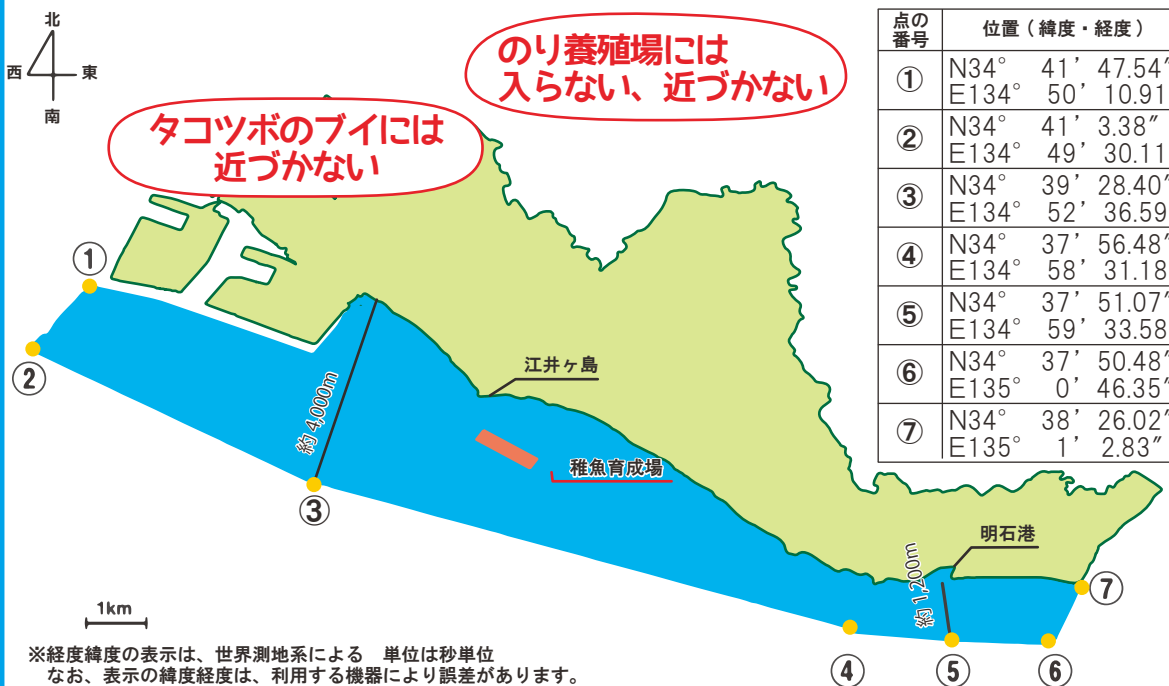 北
西 東
南
のり養殖場には
入らない、近づかない
タコツボのブイには
近づかない
点の番号 位置（緯度・経度）
① N34° 41’ 47.54″
E134° 50’ 10.91
② N34° 41’ 3.38″
E134° 49’ 30.11
③ N34° 39’ 28.40″
E134° 52’ 36.59
④ N34° 37’ 56.48″
E134° 58’ 31.18
⑤ N34° 37’ 51.07″
E134° 59’ 33.58
⑥ N34° 37’ 50.48″
E135° 0’ 46.35″
⑦ N34° 38’ 26.02″
E135° 1’ 2.83″
①
②
約4,000m
江井ヶ島
稚魚育成場
③
明石港
約1,200m
⑦
④
⑤
⑥
1km
※経度緯度の表示は、世界測地系による　単位は秒単位
なお、表示の緯度経度は、利用する機器により誤差があります。